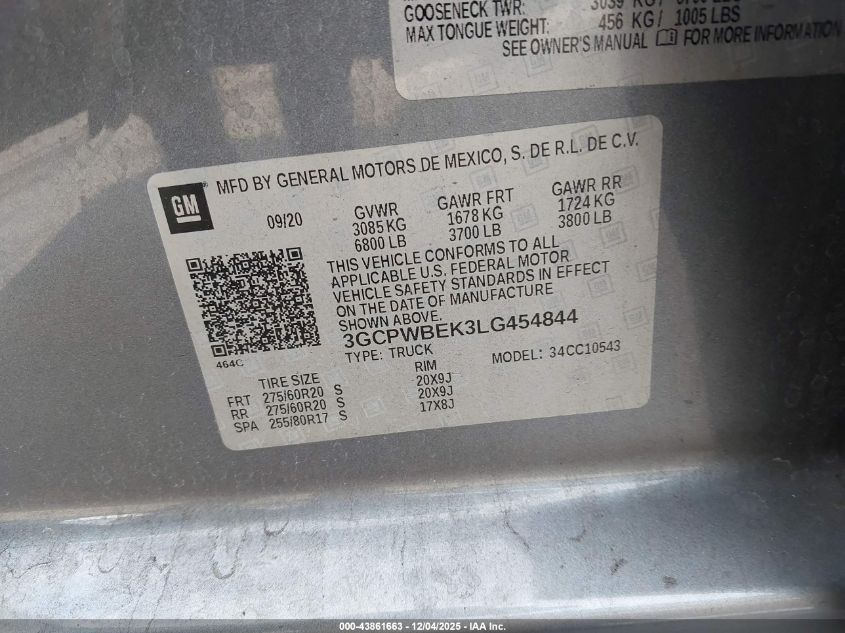 GOOSENECK TWR: 3039 KG /
MAX TONGUE WEIGHT: 456 KG / 1005 LBS
SEE OWNER'S MANUAL FOR MORE INFORMATION
GM
MFD BY GENERAL MOTORS DE MEXICO, S. DE R.L. DE C.V.
09/20
GVWR GAWR FRT GAWR RR
3085 KG 1678 KG 1724 KG
6800 LB 3700 LB 3800 LB
THIS VEHICLE CONFORMS TO ALL
APPLICABLE U.S. FEDERAL MOTOR
VEHICLE SAFETY STANDARDS IN EFFECT
ON THE DATE OF MANUFACTURE
SHOWN ABOVE.
3GCPWBEK3LG454844
464C
TYPE: TRUCK MODEL: 34CC10543
TIRE SIZE RIM
FRT 275/60R20 S 20X9J
RR 275/60R20 S 20X9J
SPA 255/80R17 S 17X8J
000-43861663 - 12/04/2025 - IAA Inc.